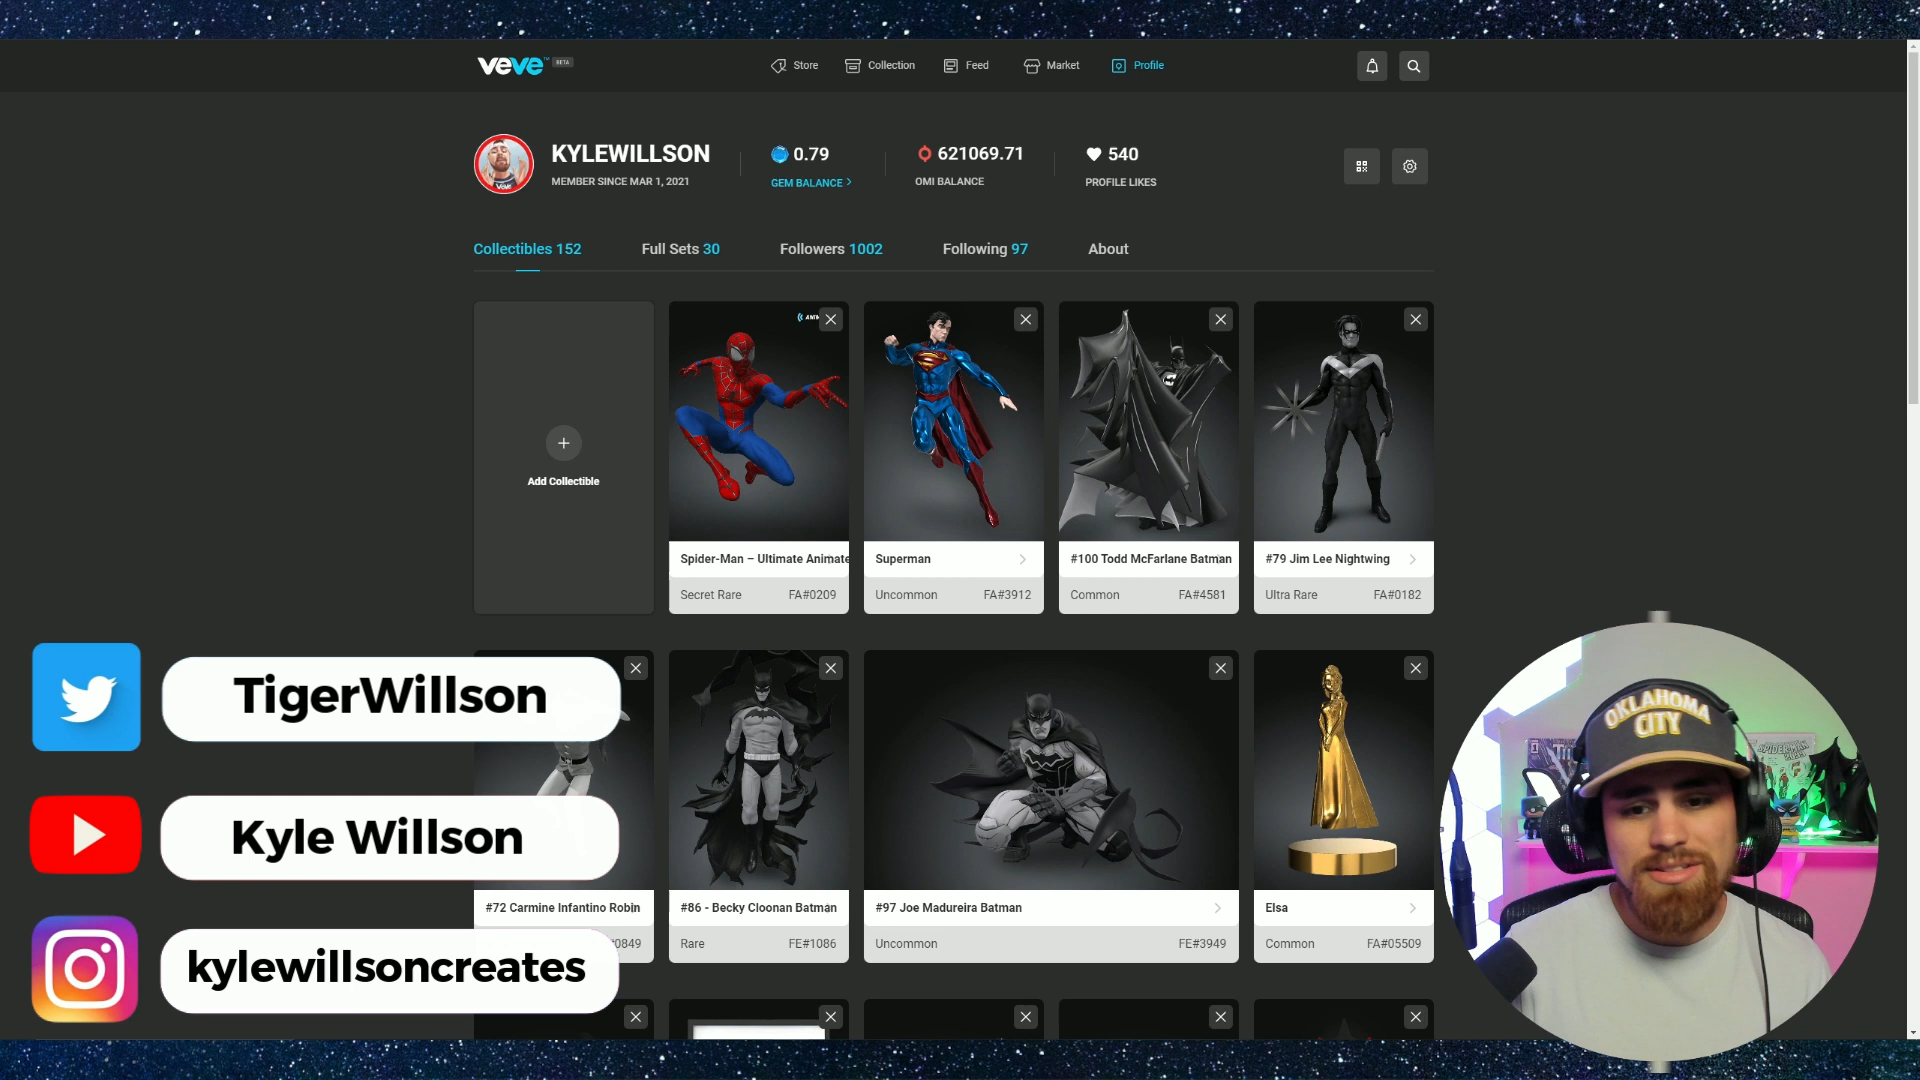 veve BETA
Store
Collection
Feed
Market
Profile
KYLEWILLSON
MEMBER SINCE MAR 1, 2021
0.79
GEM BALANCE
621069.71
OMI BALANCE
540
PROFILE LIKES
Collectibles 152
Full Sets 30
Followers 1002
Following 97
About
Add Collectible
Spider-Man – Ultimate Animate
Secret Rare FA#0209
Superman
Uncommon FA#3912
#100 Todd McFarlane Batman
Common FA#4581
#79 Jim Lee Nightwing
Ultra Rare FA#0182
TigerWillson
Kyle Willson
kylewillsoncreates
#72 Carmine Infantino Robin
0849
#86 - Becky Cloonan Batman
Rare FE#1086
#97 Joe Madureira Batman
Uncommon FE#3949
Elsa
Common FA#05509
OKLAHOMA
CITY